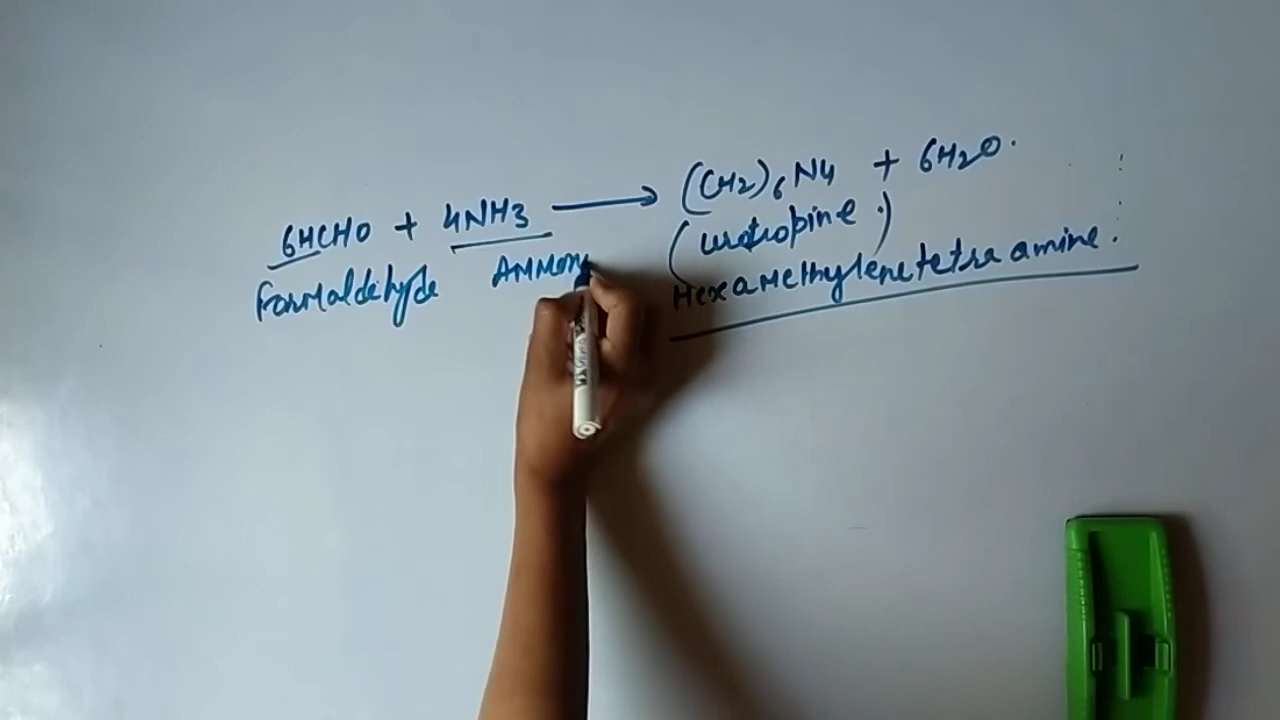 6HCHO + 4NH3 ⟶ (CH2)6N4 + 6H2O.
(urotropine.)
Formaldehyde Ammon Hexamethylenetetraamine.